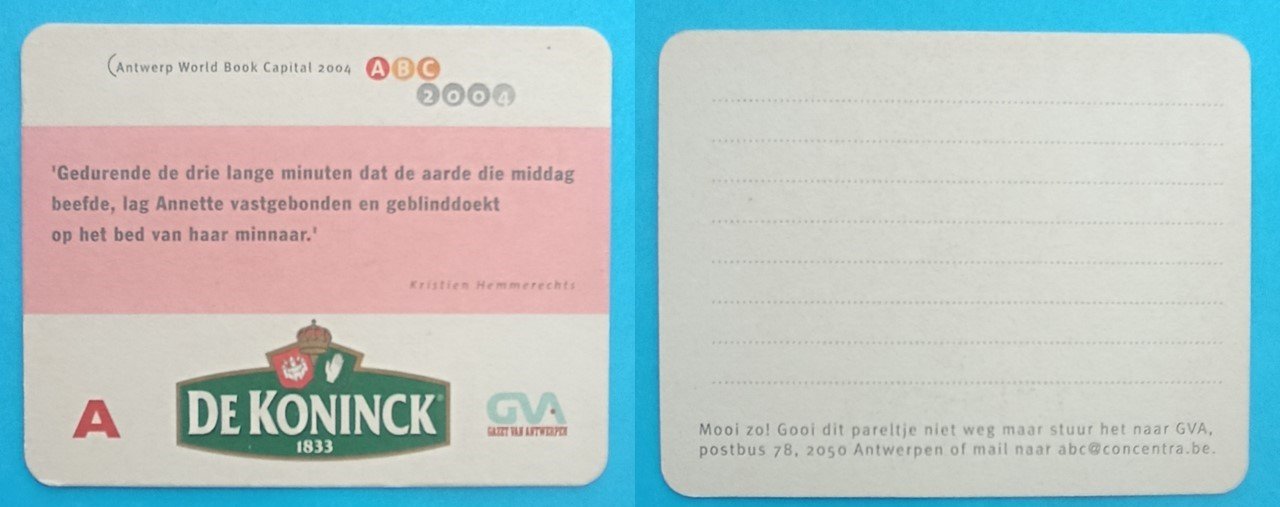 (Antwerp World Book Capital 2004 ABC
2004
'Gedurende de drie lange minuten dat de aarde die middag
beefde, lag Annette vastgebonden en geblinddoekt
op het bed van haar minnaar.'
Kristien Hemmerechts
A
DE KONINCK®
1833
GVA
GAZET VAN ANTWERPEN
Mooi zo! Gooi dit pareltje niet weg maar stuur het naar GVA,
postbus 78, 2050 Antwerpen of mail naar abc@concentra.be.